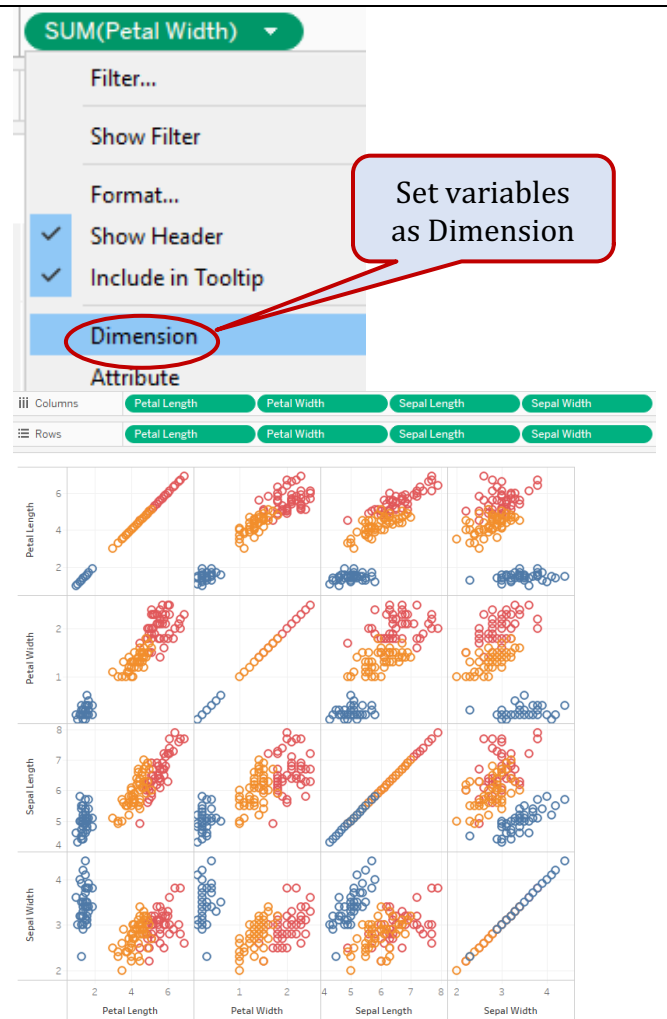 SUM(Petal Width)
Filter...
Show Filter
Format...
Show Header
Include in Tooltip
Dimension
Attribute
Set variables
as Dimension
Columns Petal Length Petal Width Sepal Length Sepal Width
Rows Petal Length Petal Width Sepal Length Sepal Width
Petal Length
6
4
2
Petal Width
2
1
Sepal Length
8
7
6
5
4
Sepal Width
4
3
2
2 4 6 1 2 4 5 6 7 8 2 3 4
Petal Length Petal Width Sepal Length Sepal Width